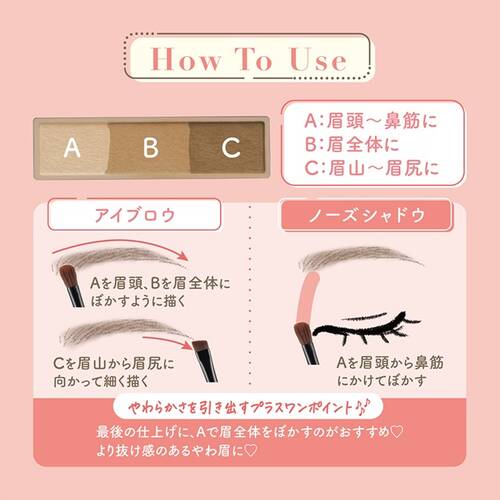 How To Use
A B C
A:眉頭～鼻筋に
B:眉全体に
C:眉山～眉尻に
アイブロウ
Aを眉頭、Bを眉全体に
ぼかすように描く
Cを眉山から眉尻に
向かって細く描く
ノーズシャドウ
Aを眉頭から鼻筋
にかけてぼかす
やわらかさを引き出すプラスワンポイント♪
最後の仕上げに、Aで眉全体をぼかすのがおすすめ♡
より抜け感のあるやわ眉に♡